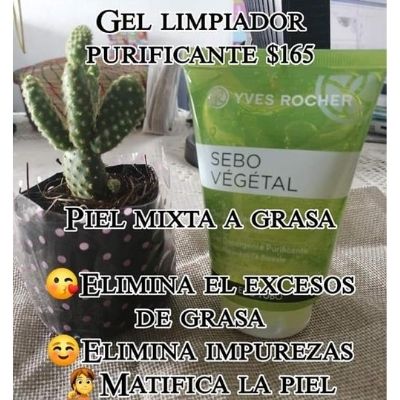 Gel limpiador
purificante $165
YVES ROCHER
SEBO
VÉGÉTAL
Piel mixta a grasa
Purificante
😘Elimina el excesos
de grasa
☺️Elimina impurezas
Matifica la piel